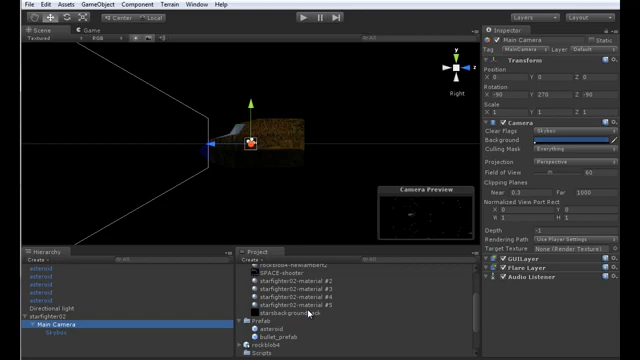 File Edit Assets GameObject Component Terrain Window Help
Center Local
Layers Layout
Scene Game
Textured RGB All
y
z
Right
Camera Preview
Inspector
Main Camera Static
Tag MainCamera Layer Default
Transform
Position
X 0 Y 0 Z 0
Rotation
X -90 Y 270 Z -90
Scale
X 1 Y 1 Z 1
Camera
Clear Flags Skybox
Background
Culling Mask Everything
Projection Perspective
Field of View 60
Clipping Planes
Near 0.3 Far 1000
Normalized View Port Rect
X 0 Y 0
W 1 H 1
Depth -1
Rendering Path Use Player Settings
Target Texture None (Render Texture)
GUILayer
Flare Layer
Audio Listener
Hierarchy
Create All
asteroid
asteroid
asteroid
asteroid
asteroid
Directional light
starfighter02
Main Camera
Skybox
Project
Create All
SPACE-shooter
starfighter02-material #2
starfighter02-material #3
starfighter02-material #4
starfighter02-material #5
Prefab
asteroid
bullet_prefab
rockblob4
Scripts